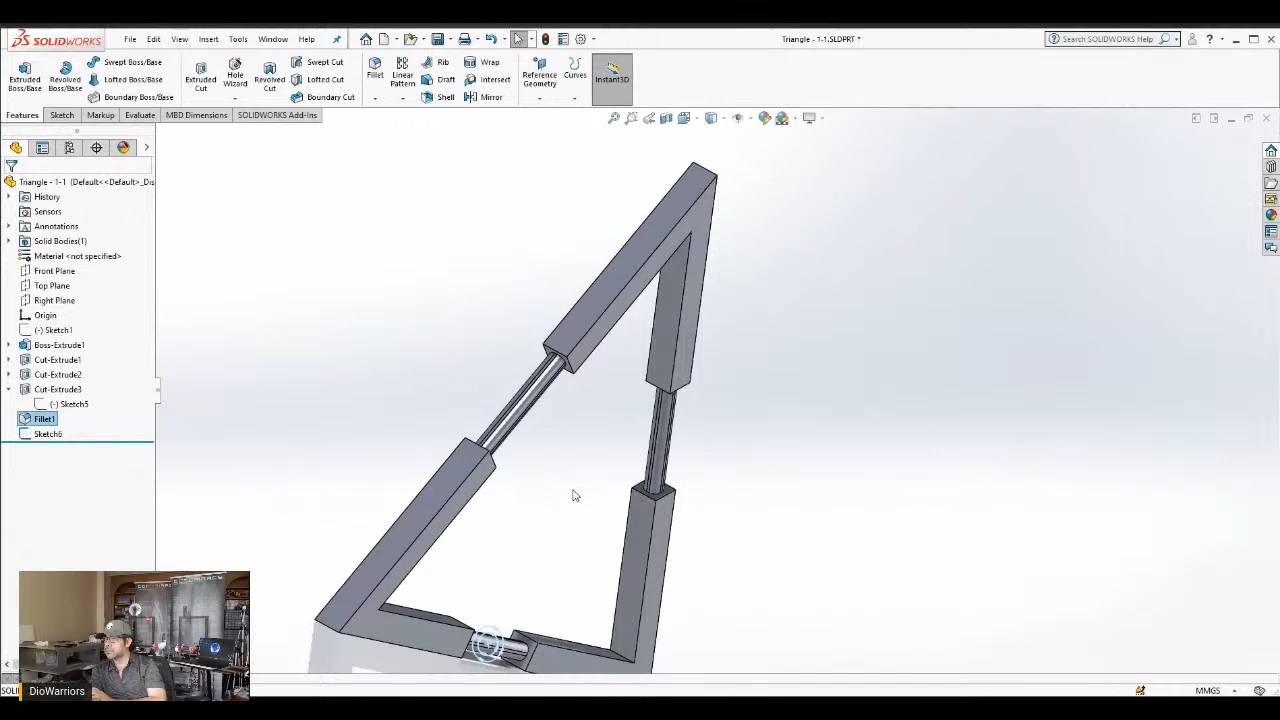 SOLIDWORKS
File
Edit
View
Insert
Tools
Window
Help
Triangle - 1-1.SLDPRT *
Search SOLIDWORKS Help
?
Extruded
Boss/Base
Revolved
Boss/Base
Swept Boss/Base
Lofted Boss/Base
Boundary Boss/Base
Extruded
Cut
Hole
Wizard
Revolved
Cut
Swept Cut
Lofted Cut
Boundary Cut
Fillet
Linear
Pattern
Rib
Draft
Shell
Wrap
Intersect
Mirror
Reference
Geometry
Curves
Instant3D
Features
Sketch
Markup
Evaluate
MBD Dimensions
SOLIDWORKS Add-Ins
Triangle - 1-1 (Default<<Default>_Dis
History
Sensors
Annotations
Solid Bodies(1)
Material <not specified>
Front Plane
Top Plane
Right Plane
Origin
(-) Sketch1
Boss-Extrude1
Cut-Extrude1
Cut-Extrude2
Cut-Extrude3
(-) Sketch5
Fillet1
Sketch6
DioWarriors
MMGS